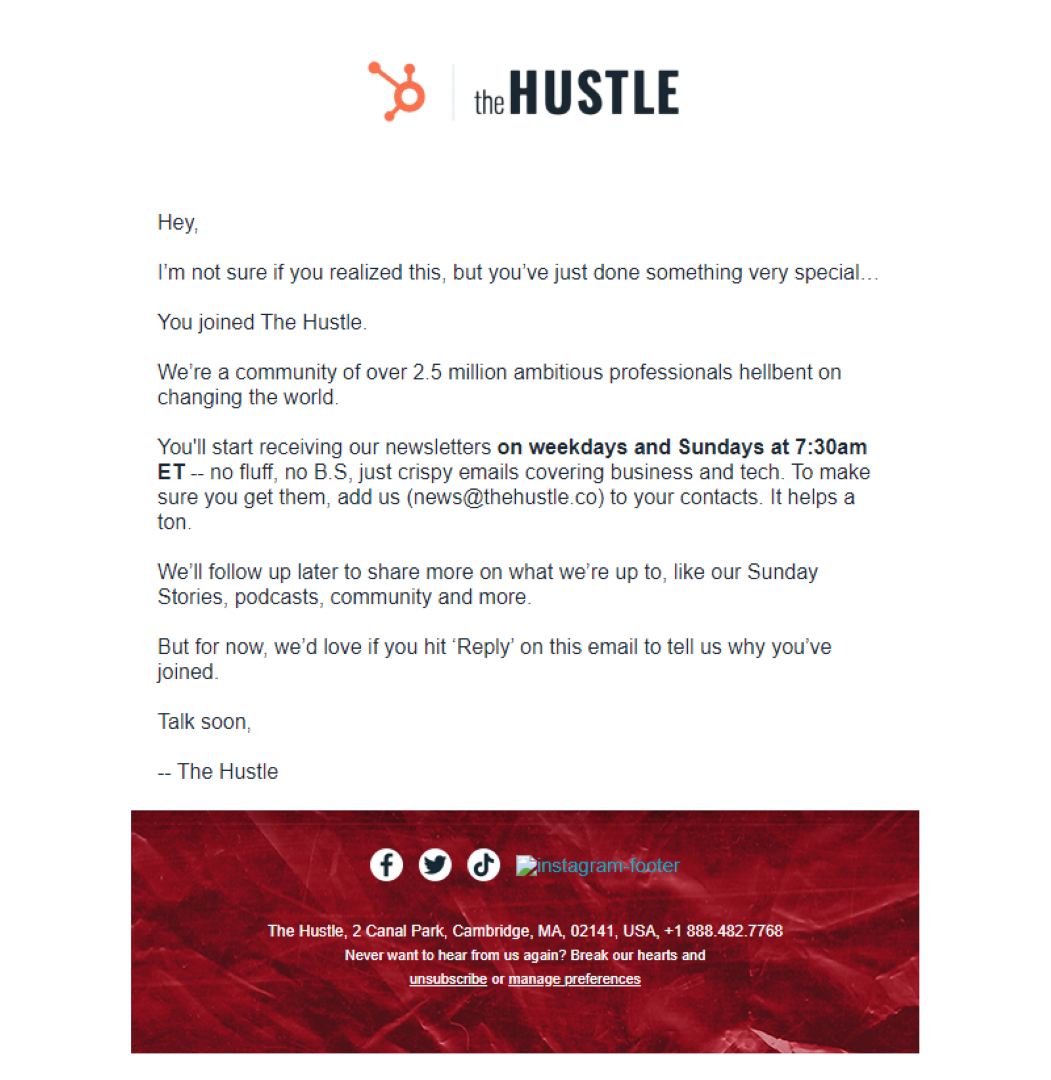 the HUSTLE
Hey,
I’m not sure if you realized this, but you’ve just done something very special…
You joined The Hustle.
We’re a community of over 2.5 million ambitious professionals hellbent on
changing the world.
You'll start receiving our newsletters on weekdays and Sundays at 7:30am
ET -- no fluff, no B.S, just crispy emails covering business and tech. To make
sure you get them, add us (news@thehustle.co) to your contacts. It helps a
ton.
We’ll follow up later to share more on what we’re up to, like our Sunday
Stories, podcasts, community and more.
But for now, we’d love if you hit ‘Reply’ on this email to tell us why you’ve
joined.
Talk soon,
-- The Hustle
instagram-footer
The Hustle, 2 Canal Park, Cambridge, MA, 02141, USA, +1 888.482.7768
Never want to hear from us again? Break our hearts and
unsubscribe or manage preferences